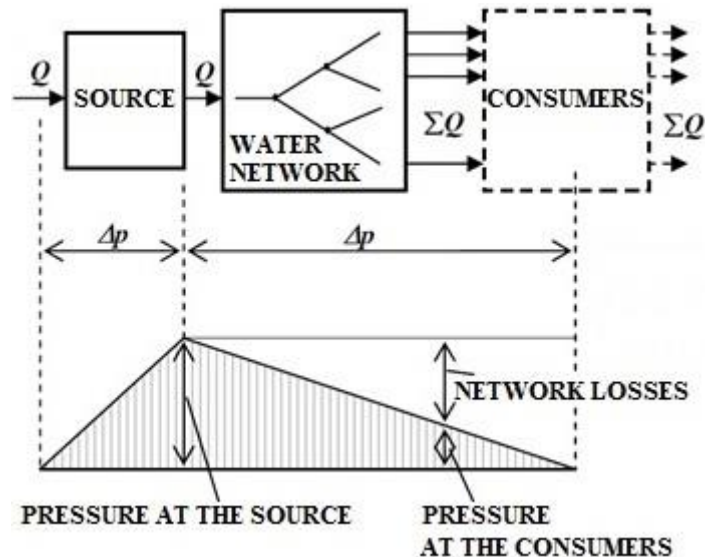 Q
SOURCE
Q
WATER
NETWORK
ΣQ
CONSUMERS
ΣQ
Δp
Δp
NETWORK LOSSES
PRESSURE AT THE SOURCE
PRESSURE
AT THE CONSUMERS